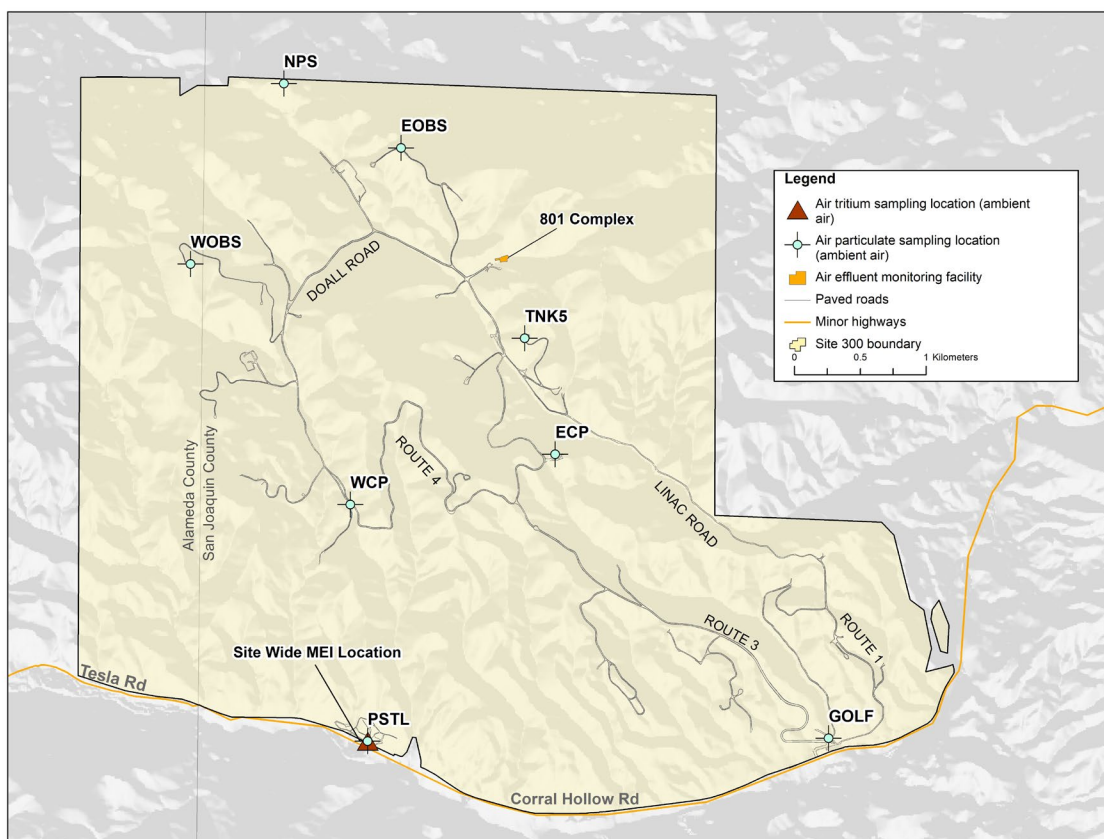 NPS
EOBS
801 Complex
WOBS
DOALL ROAD
TNK5
ECP
ROUTE 4
WCP
LINAC ROAD
Alameda County
San Joaquin County
ROUTE 3
ROUTE 1
Site Wide MEI Location
Tesla Rd
PSTL
GOLF
Corral Hollow Rd
Legend
Air tritium sampling location (ambient
air)
Air particulate sampling location
(ambient air)
Air effluent monitoring facility
Paved roads
Minor highways
Site 300 boundary
0 0.5 1 Kilometers